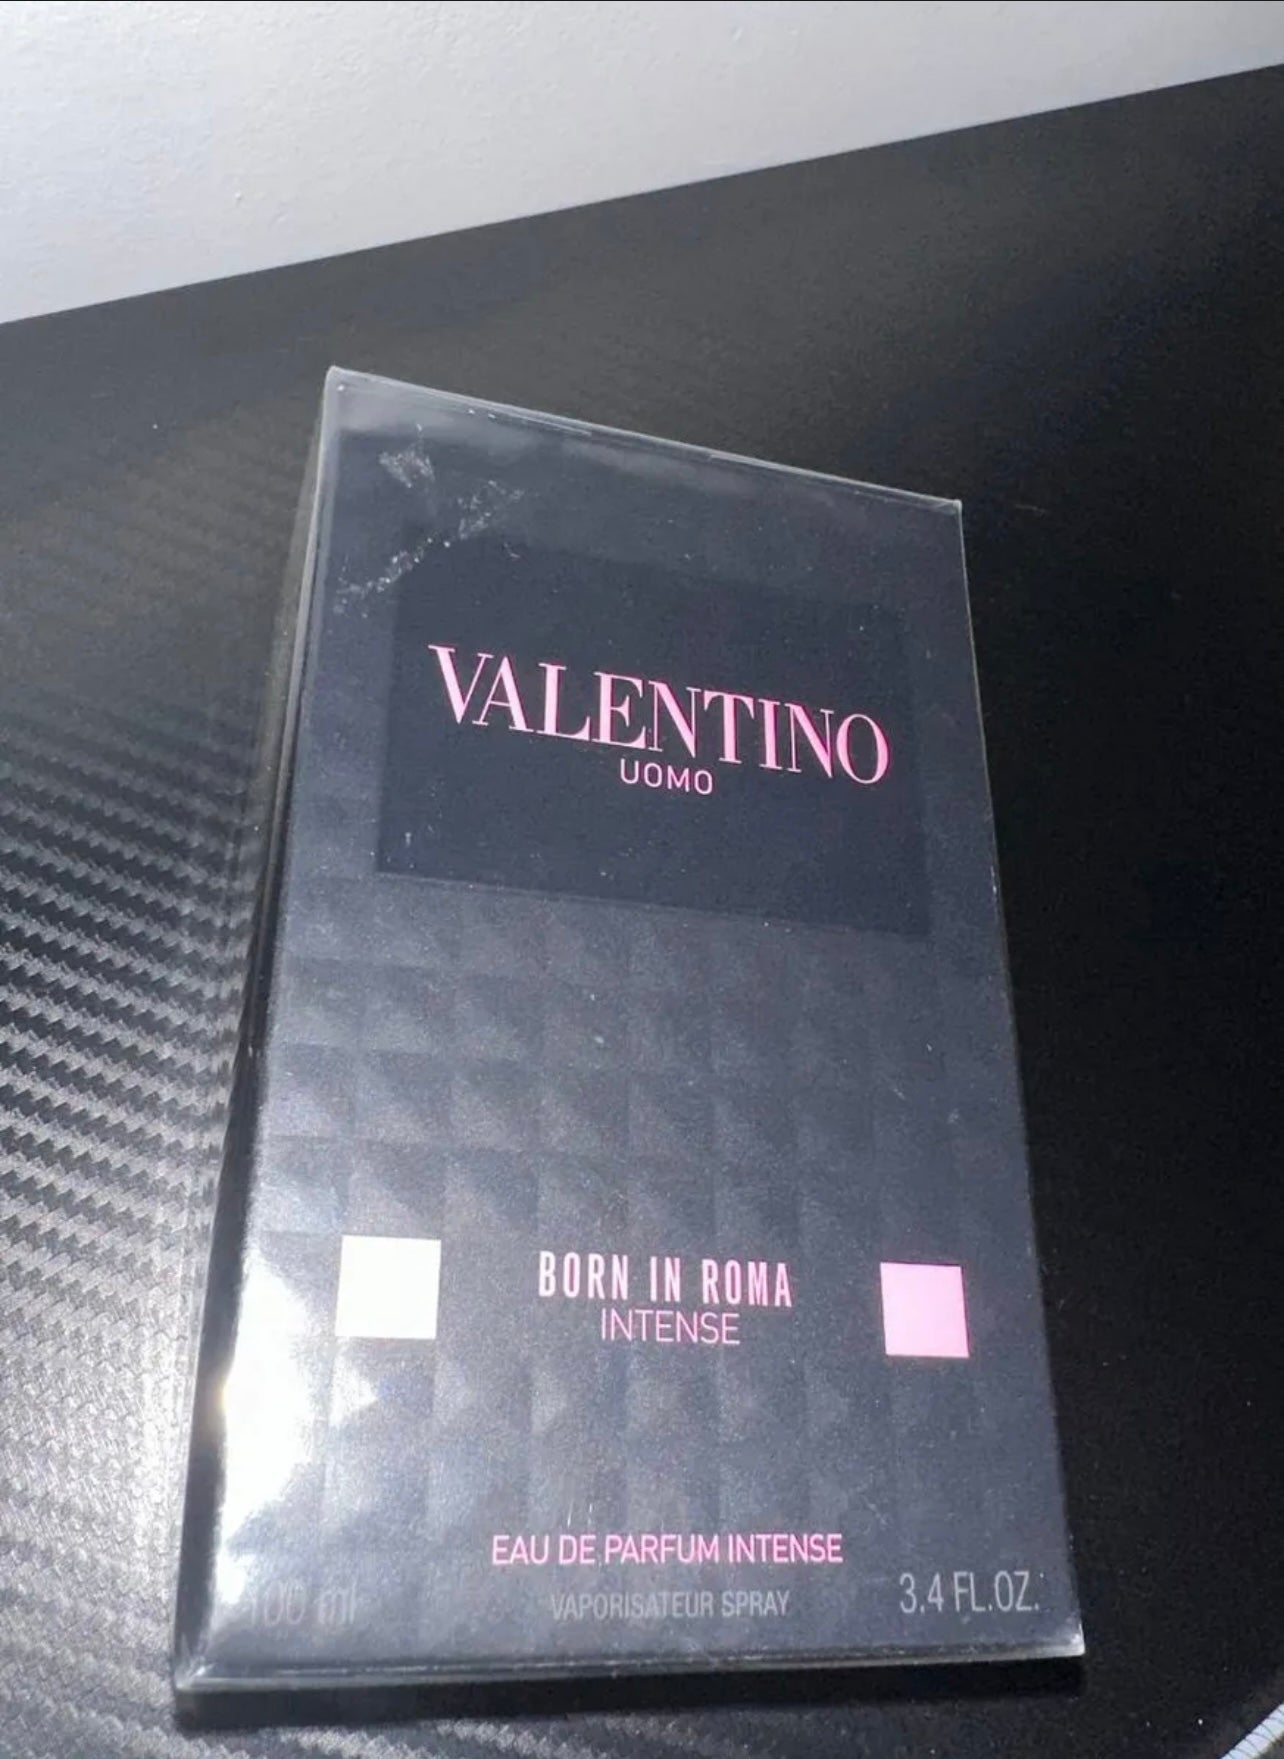 VALENTINO
UOMO
BORN IN ROMA
INTENSE
EAU DE PARFUM INTENSE
100 ml VAPORISATEUR SPRAY 3.4 FL.OZ.